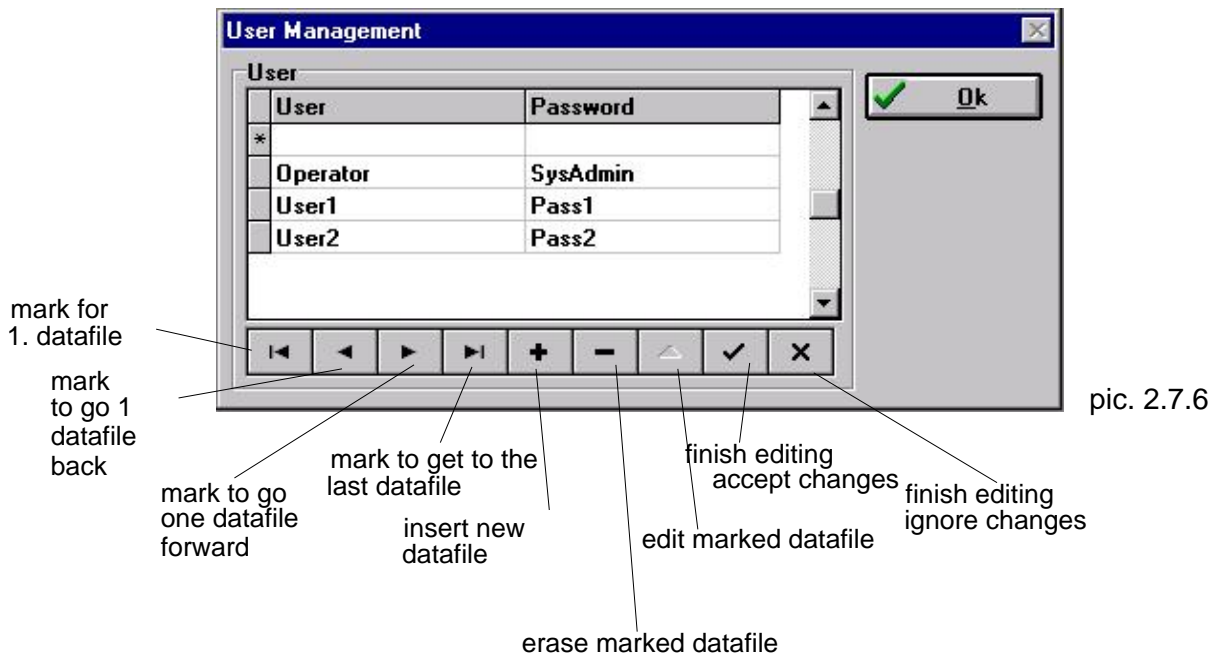 User Management
User
Ok
User Password
*
Operator SysAdmin
User1 Pass1
User2 Pass2
mark for
1. datafile
mark
to go 1
datafile
back
pic. 2.7.6
mark to go
one datafile
forward
mark to get to the
last datafile
insert new
datafile
erase marked datafile
edit marked datafile
finish editing
accept changes
finish editing
ignore changes